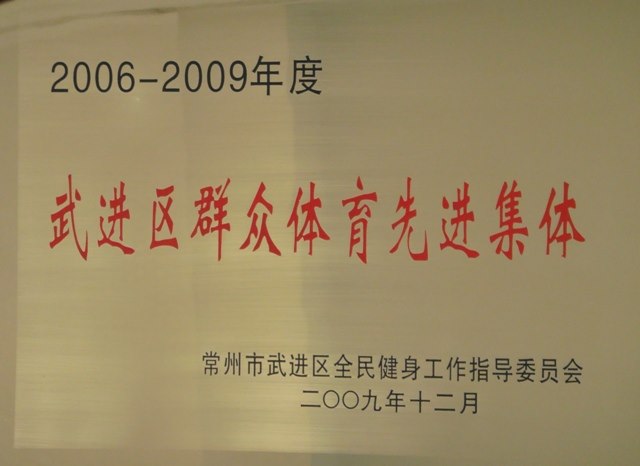 2006-2009年度
武进区群众体育先进集体
常州市武进区全民健身工作指导委员会
二〇〇九年十二月